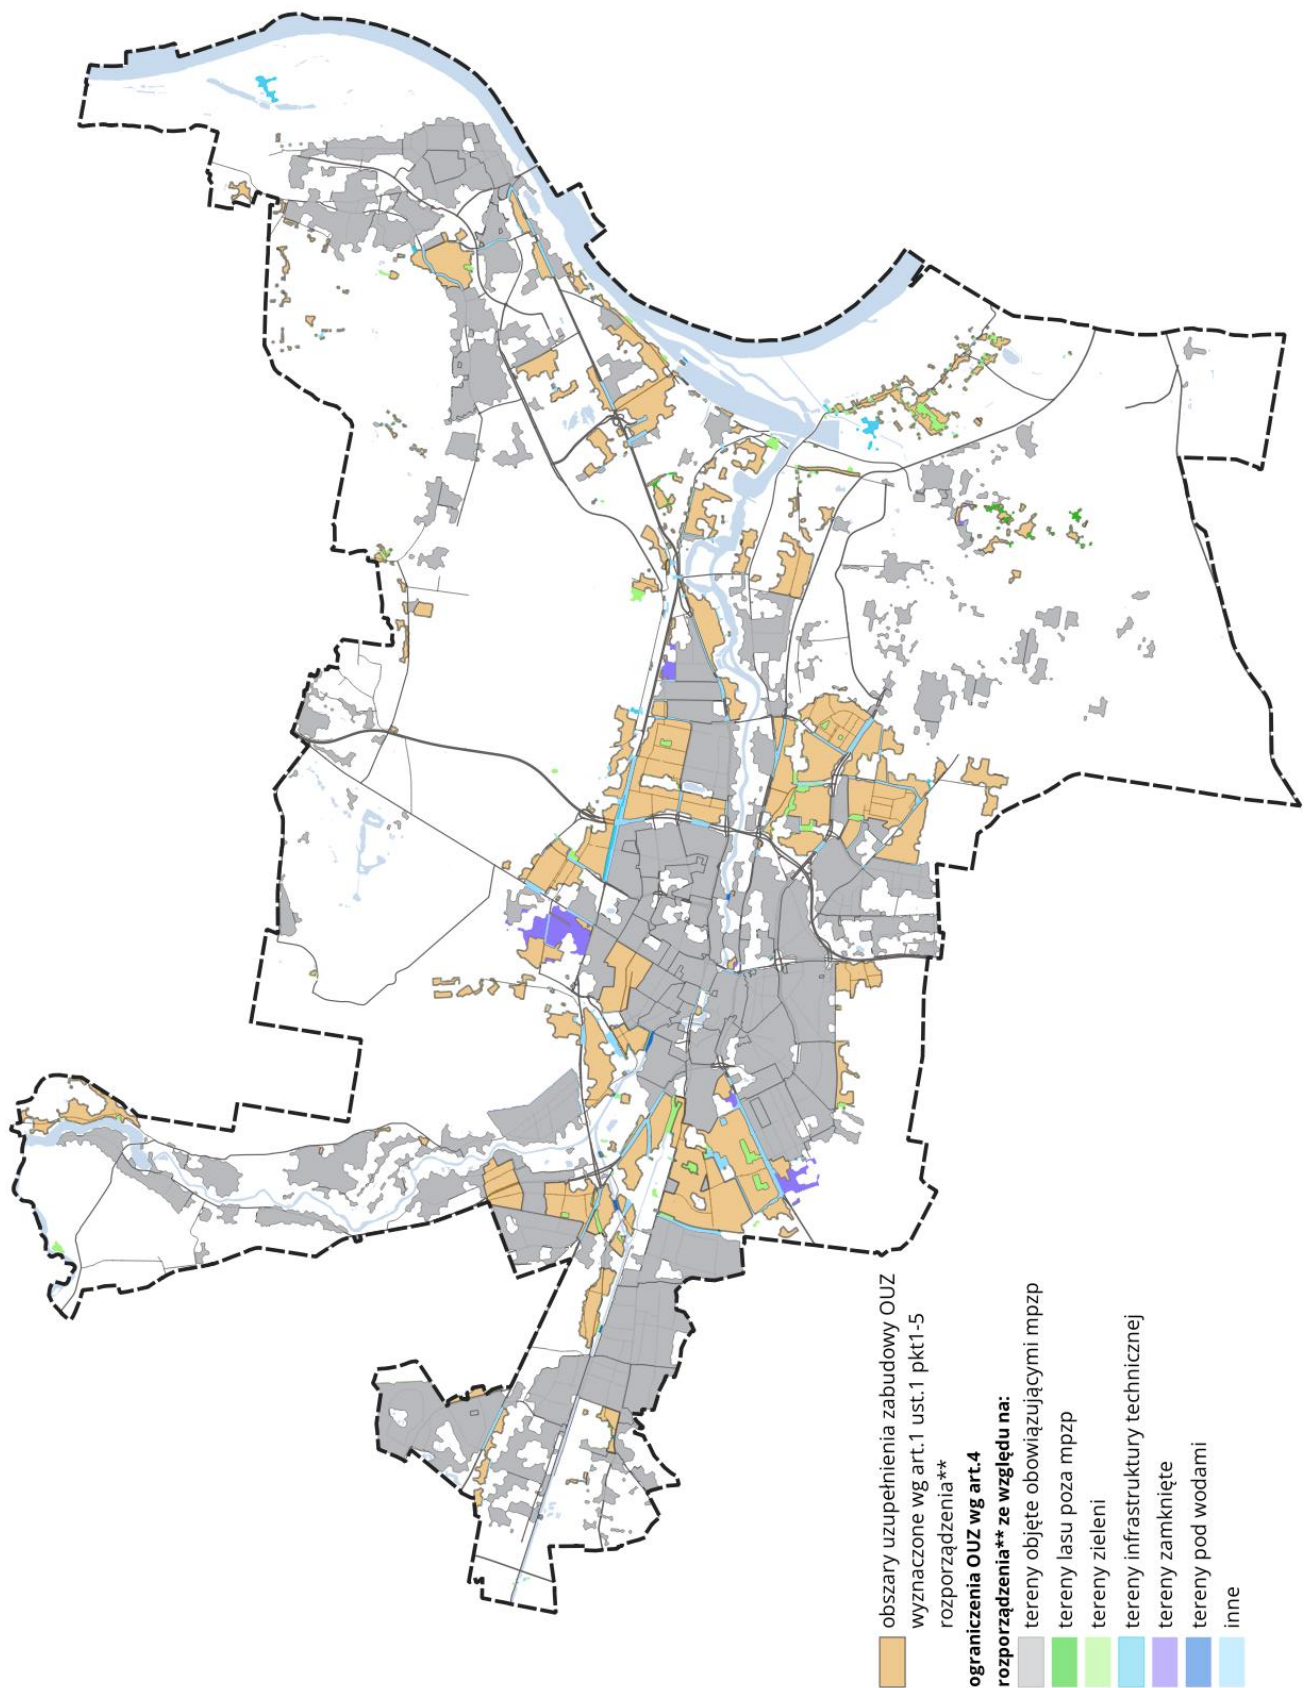 obszary uzupełnienia zabudowy OUZ
wyznaczone wg art.1 ust.1 pkt1-5
rozporządzenia**
ograniczenia OUZ wg art.4
rozporządzenia** ze względu na:
tereny objęte obowiązującymi mpzp
tereny lasu poza mpzp
tereny zieleni
tereny infrastruktury technicznej
tereny zamknięte
tereny pod wodami
inne